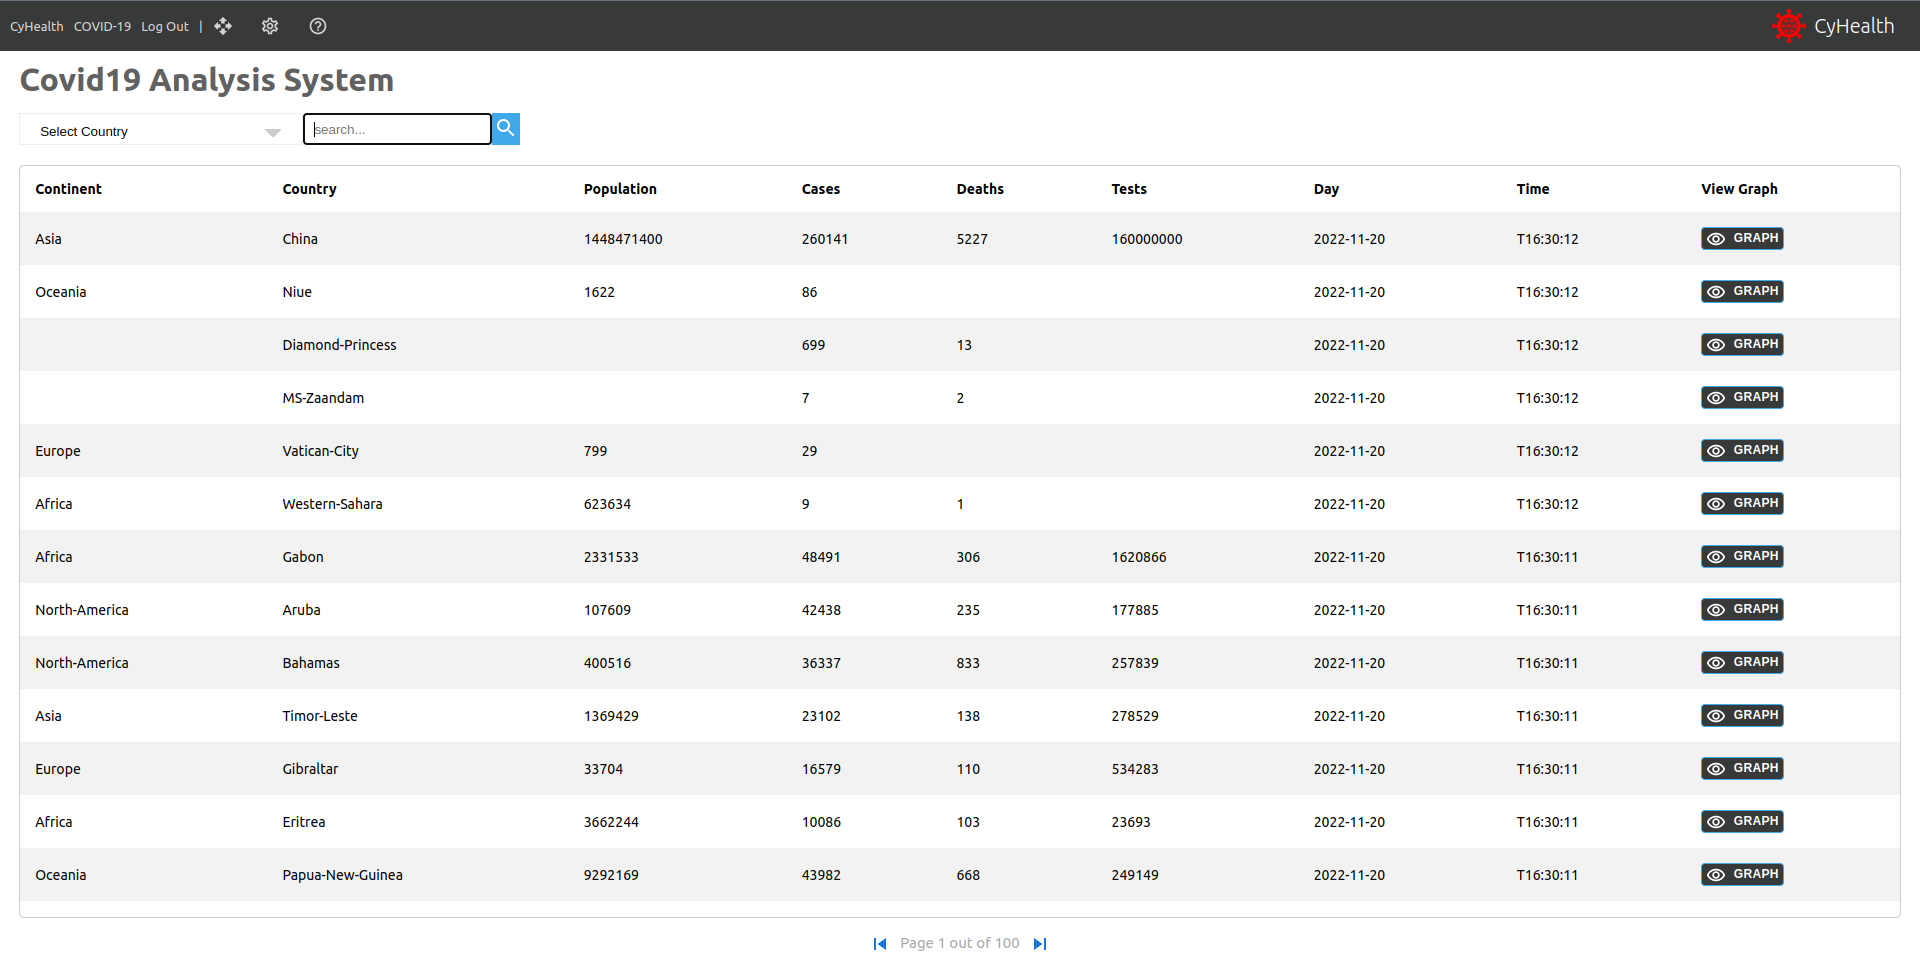 CyHealth COVID-19 Log Out | CyHealth
Covid19 Analysis System
Select Country search...
Continent Country Population Cases Deaths Tests Day Time View Graph
Asia China 1448471400 260141 5227 160000000 2022-11-20 T16:30:12 GRAPH
Oceania Niue 1622 86 2022-11-20 T16:30:12 GRAPH
Diamond-Princess 699 13 2022-11-20 T16:30:12 GRAPH
MS-Zaandam 7 2 2022-11-20 T16:30:12 GRAPH
Europe Vatican-City 799 29 2022-11-20 T16:30:12 GRAPH
Africa Western-Sahara 623634 9 1 2022-11-20 T16:30:12 GRAPH
Africa Gabon 2331533 48491 306 1620866 2022-11-20 T16:30:11 GRAPH
North-America Aruba 107609 42438 235 177885 2022-11-20 T16:30:11 GRAPH
North-America Bahamas 400516 36337 833 257839 2022-11-20 T16:30:11 GRAPH
Asia Timor-Leste 1369429 23102 138 278529 2022-11-20 T16:30:11 GRAPH
Europe Gibraltar 33704 16579 110 534283 2022-11-20 T16:30:11 GRAPH
Africa Eritrea 3662244 10086 103 23693 2022-11-20 T16:30:11 GRAPH
Oceania Papua-New-Guinea 9292169 43982 668 249149 2022-11-20 T16:30:11 GRAPH
Page 1 out of 100